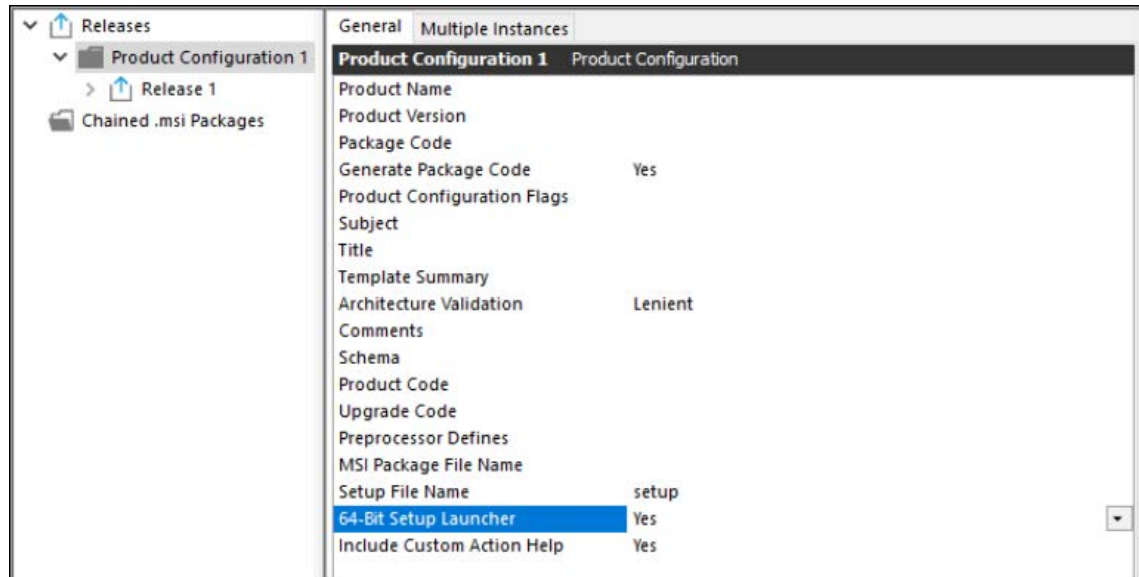 Releases
Product Configuration 1
Release 1
Chained .msi Packages
General Multiple Instances
Product Configuration 1 Product Configuration
Product Name
Product Version
Package Code
Generate Package Code Yes
Product Configuration Flags
Subject
Title
Template Summary
Architecture Validation Lenient
Comments
Schema
Product Code
Upgrade Code
Preprocessor Defines
MSI Package File Name
Setup File Name setup
64-Bit Setup Launcher Yes
Include Custom Action Help Yes